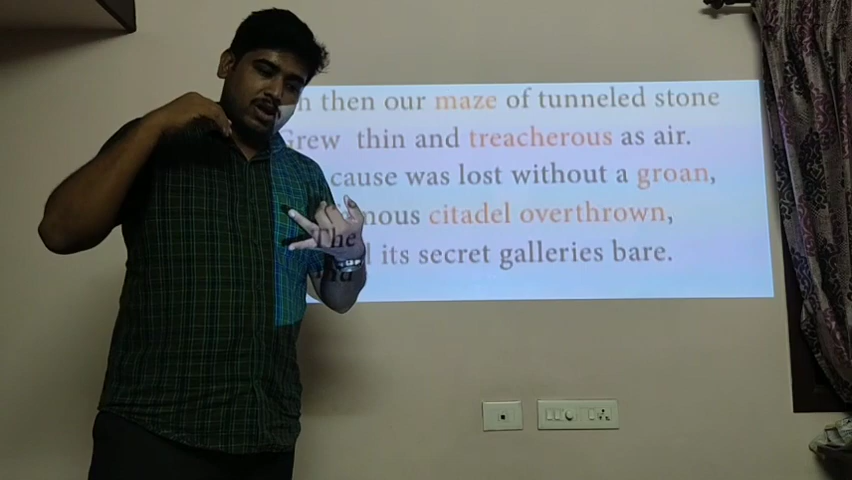 then our maze of tunneled stone
Grew thin and treacherous as air.
cause was lost without a groan,
The citadel overthrown,
its secret galleries bare.